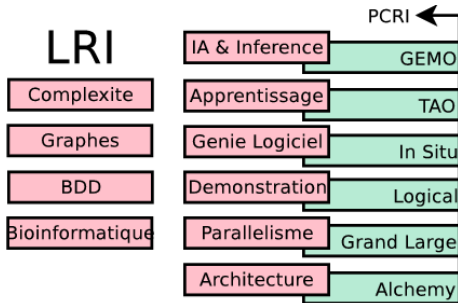 PCRI
LRI
IA & Inference
GEMO
Complexite
Apprentissage
TAO
Graphes
Genie Logiciel
In Situ
BDD
Demonstration
Logical
Bioinformatique
Parallelisme
Grand Large
Architecture
Alchemy